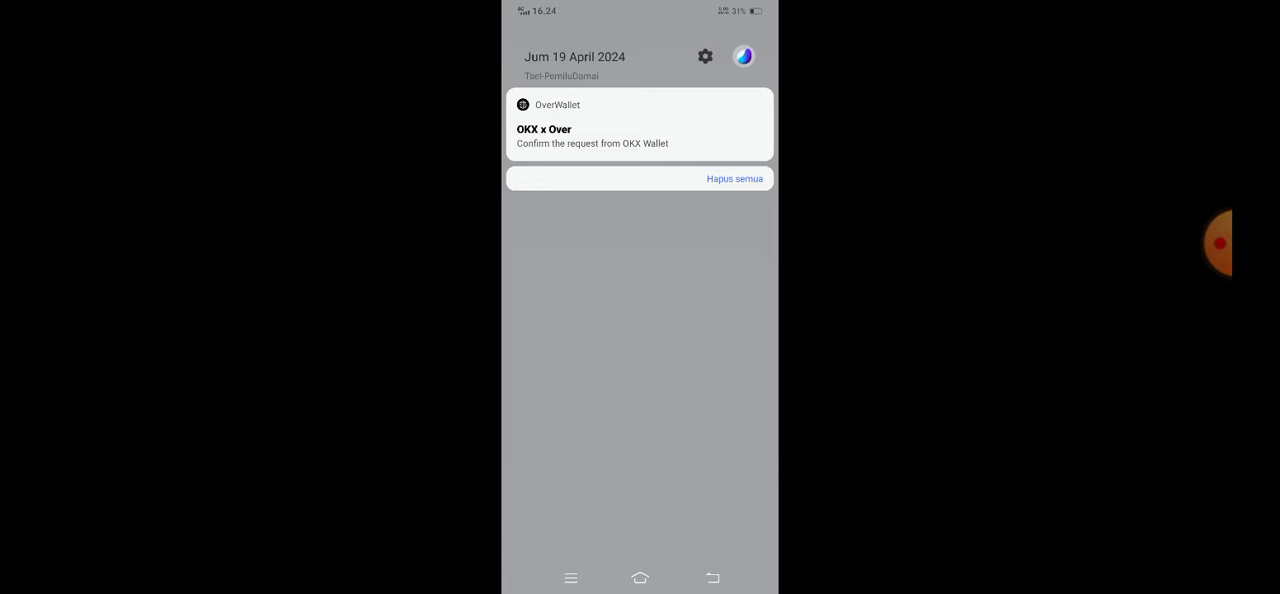 4G 16.24
31%
Jum 19 April 2024
Tsel-PemiluDamai
OverWallet
OKX x Over
Confirm the request from OKX Wallet
Hapus semua